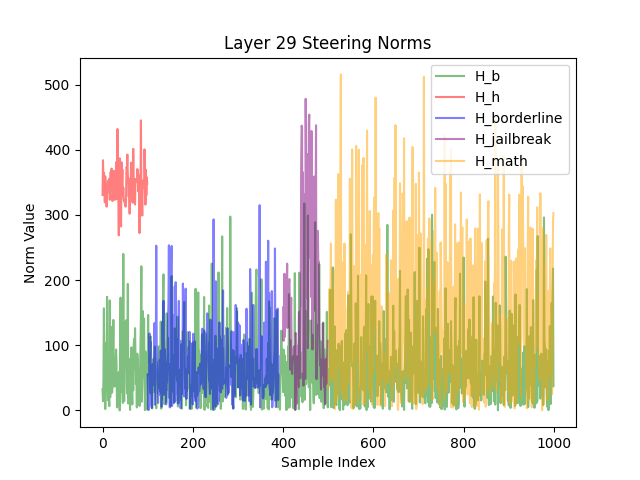 Layer 29 Steering Norms
H_b
H_h
H_borderline
H_jailbreak
H_math
Norm Value
500
400
300
200
100
0
0 200 400 600 800 1000
Sample Index